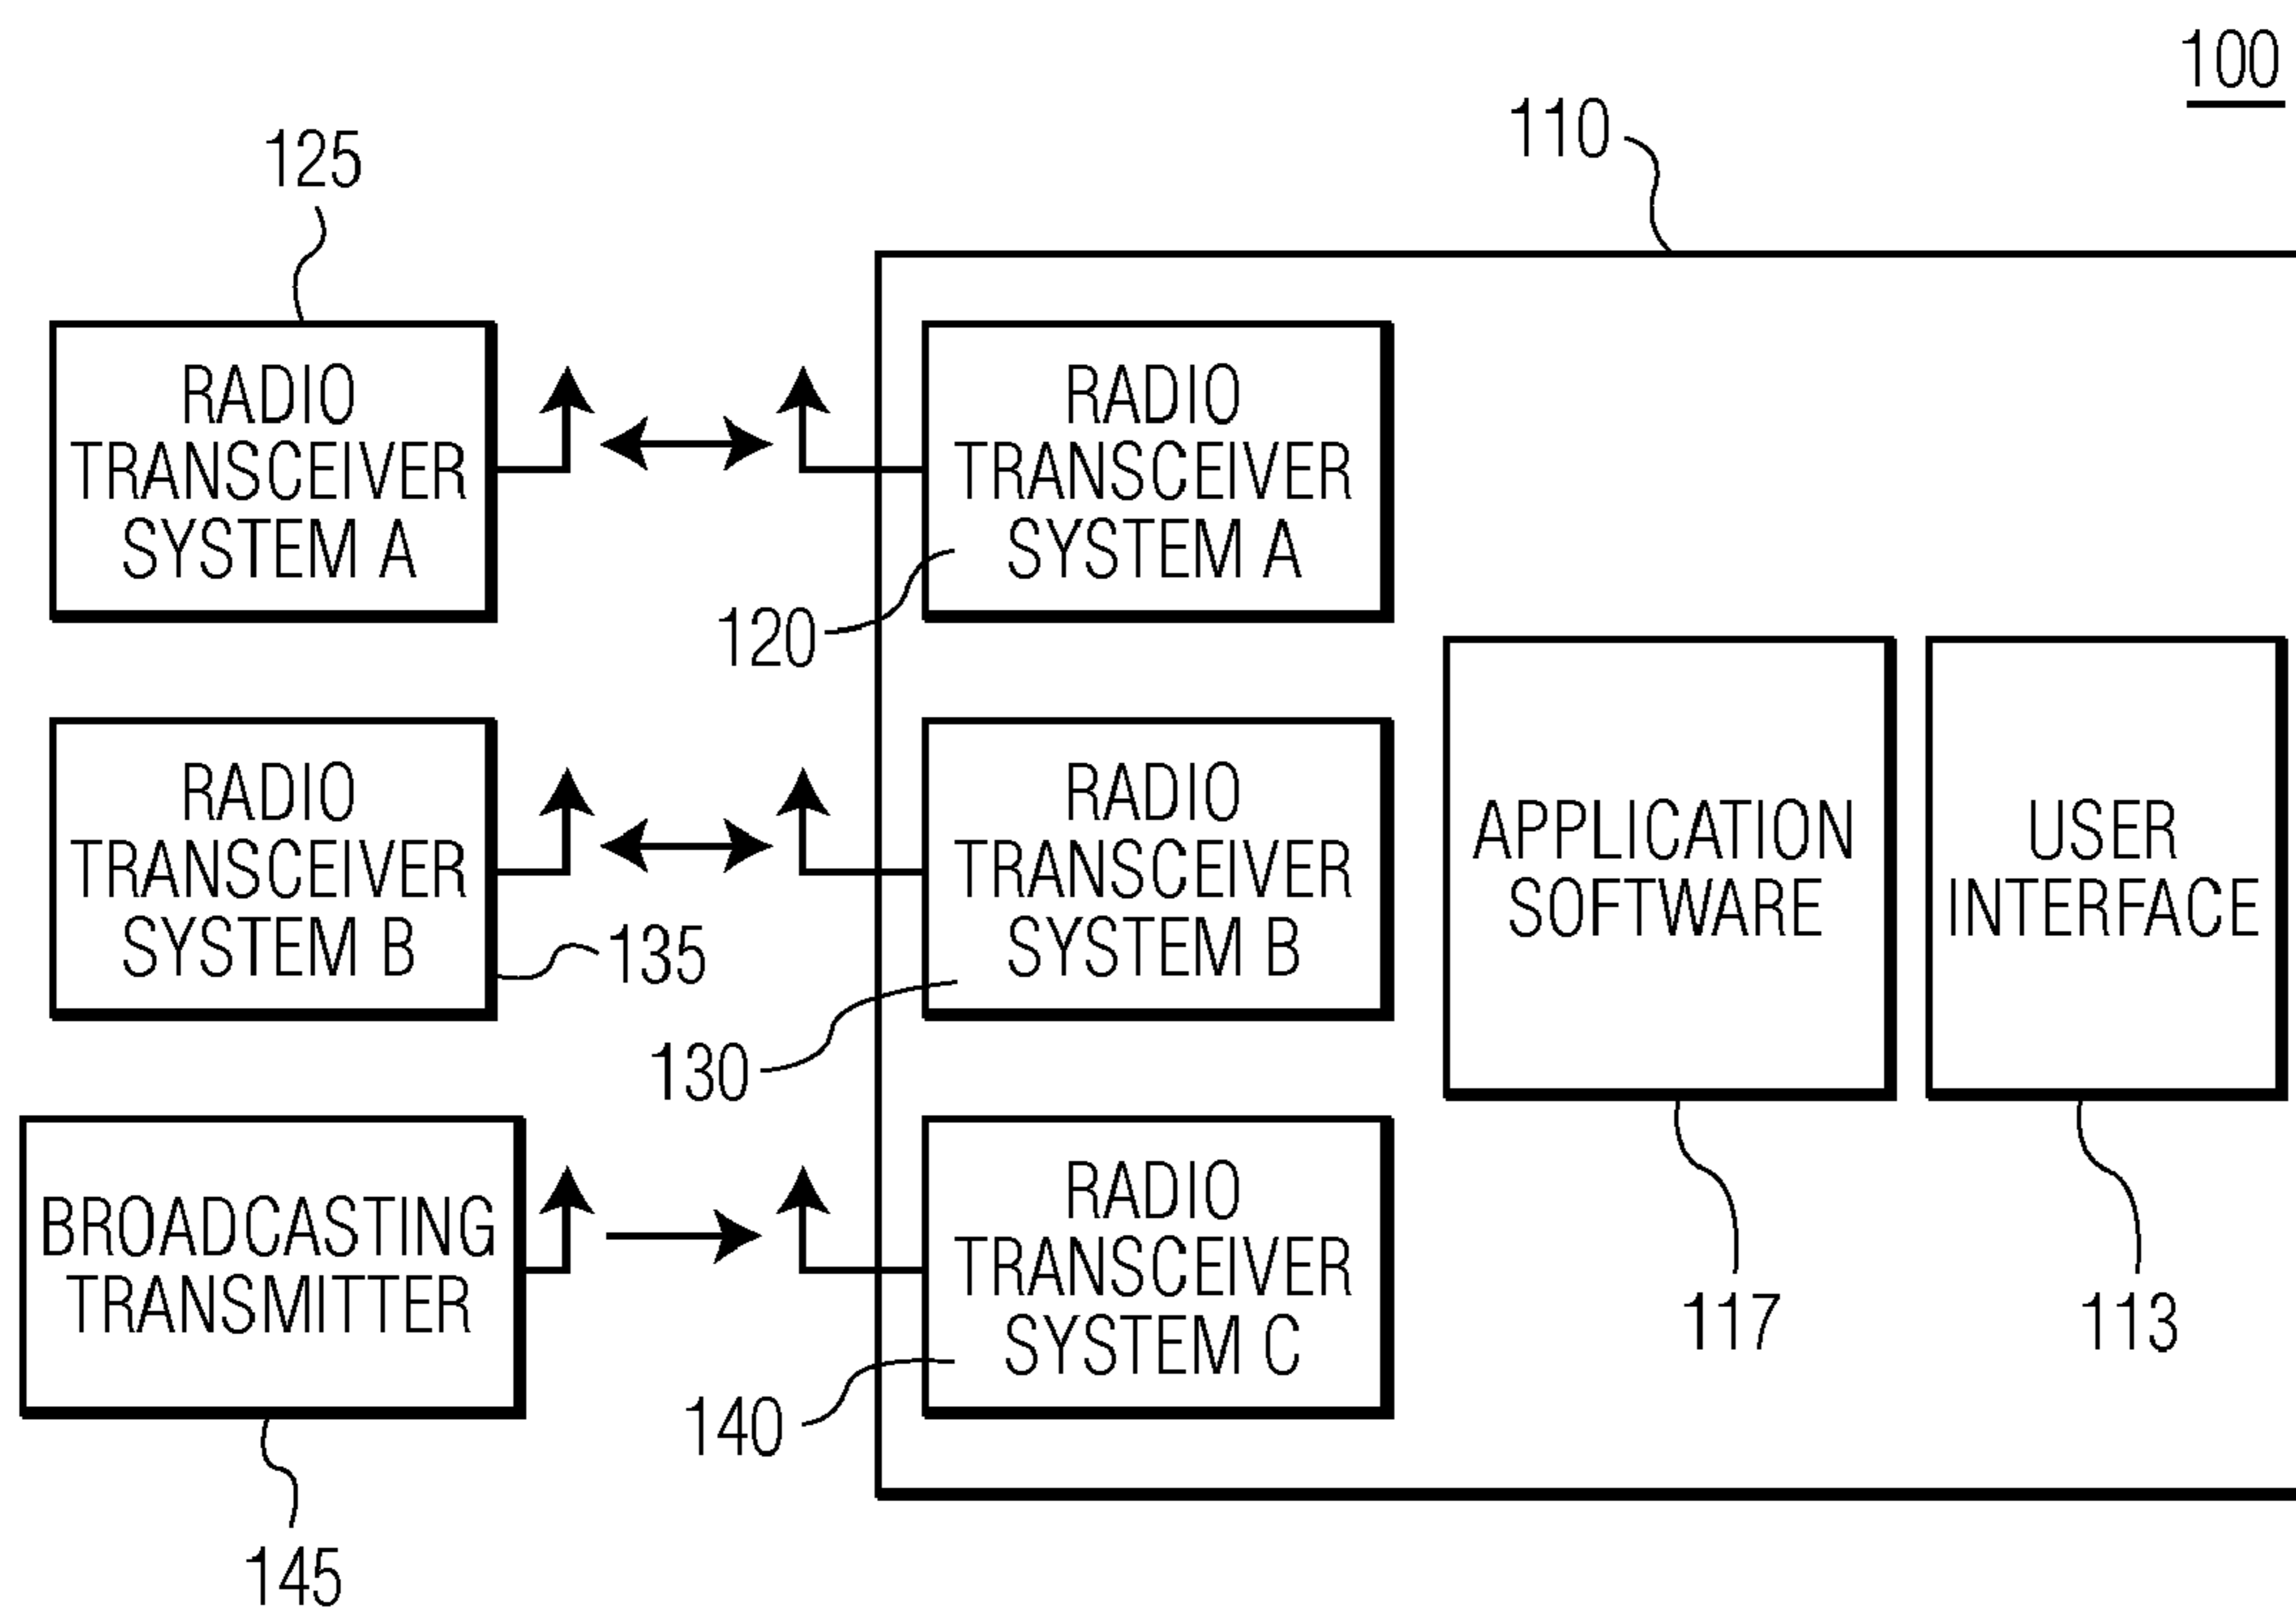 100
110
125
RADIO
TRANSCEIVER
SYSTEM A
RADIO
TRANSCEIVER
SYSTEM A
120
RADIO
TRANSCEIVER
SYSTEM B
135
RADIO
TRANSCEIVER
SYSTEM B
130
APPLICATION
SOFTWARE
117
USER
INTERFACE
113
BROADCASTING
TRANSMITTER
145
RADIO
TRANSCEIVER
SYSTEM C
140